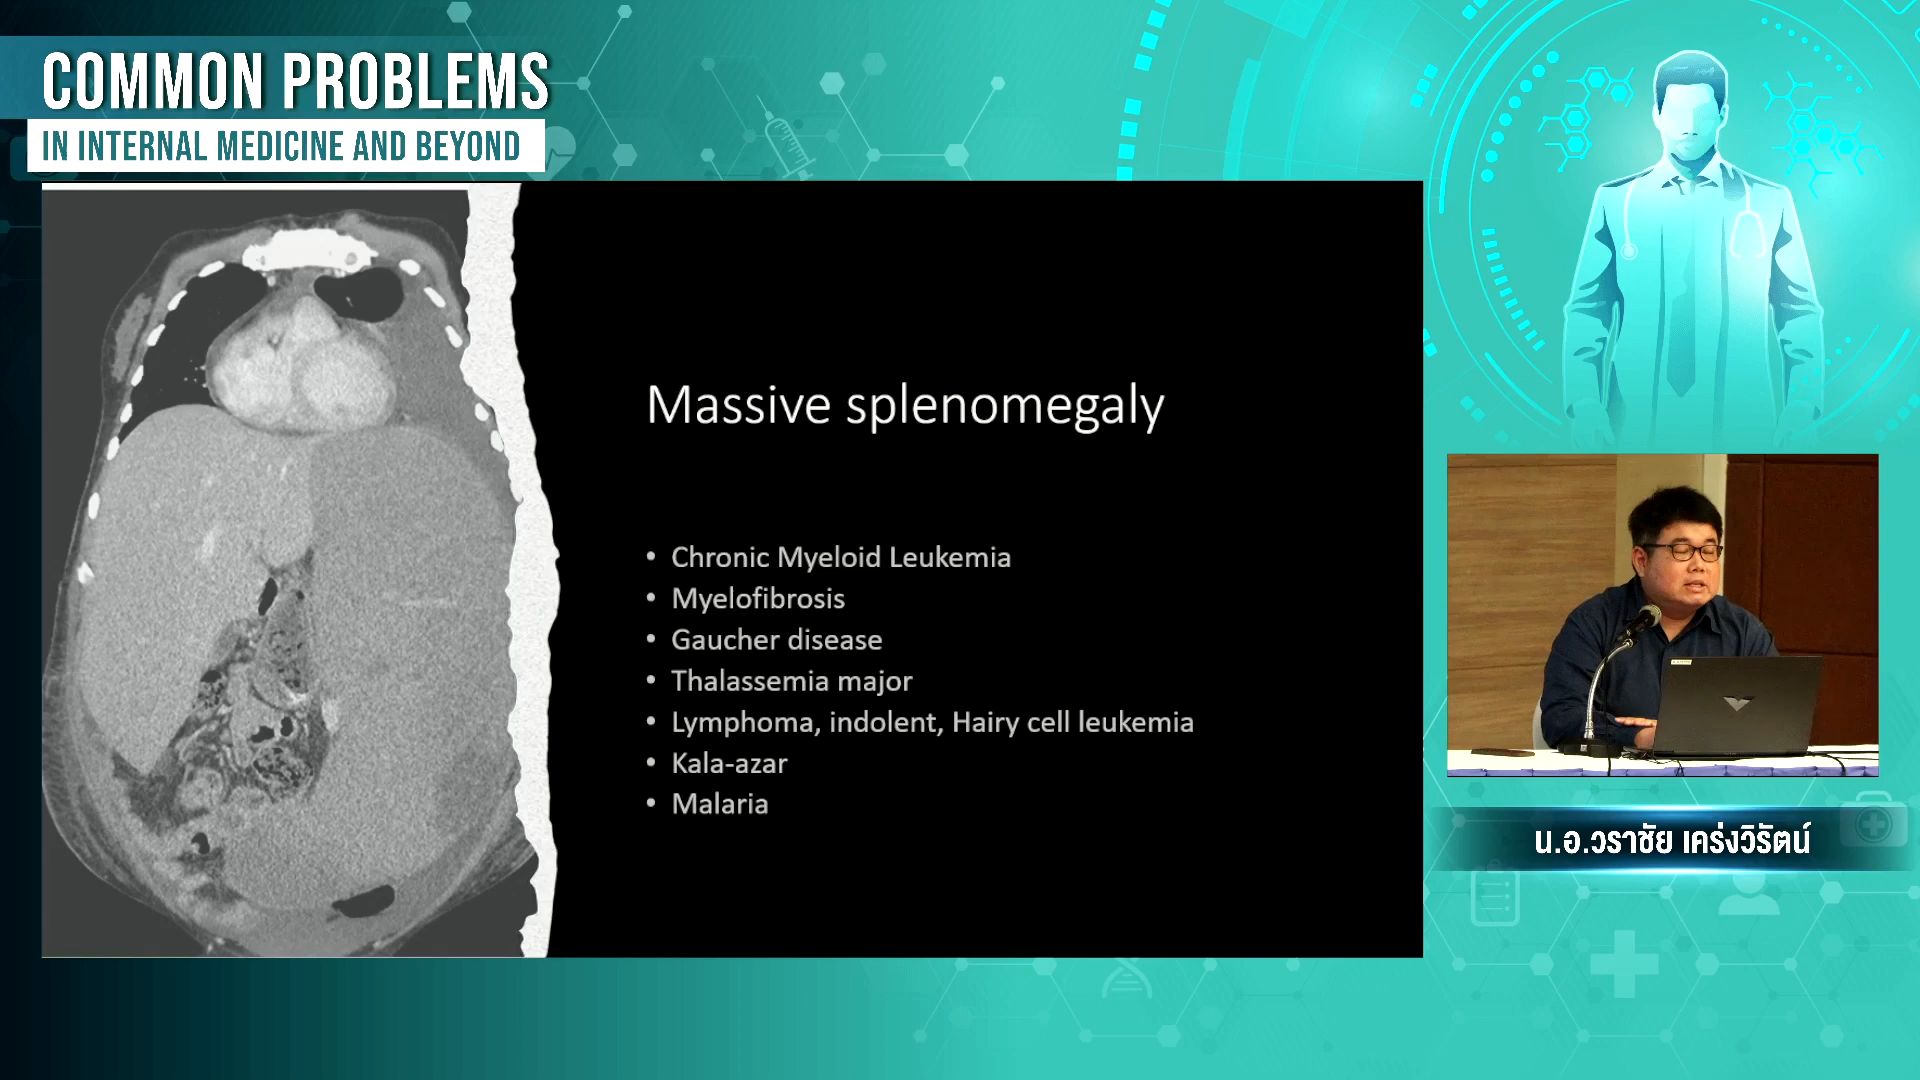 COMMON PROBLEMS
IN INTERNAL MEDICINE AND BEYOND
Massive splenomegaly
• Chronic Myeloid Leukemia
• Myelofibrosis
• Gaucher disease
• Thalassemia major
• Lymphoma, indolent, Hairy cell leukemia
• Kala-azar
• Malaria
น.อ.วราชัย เคร่งวิรัตน์